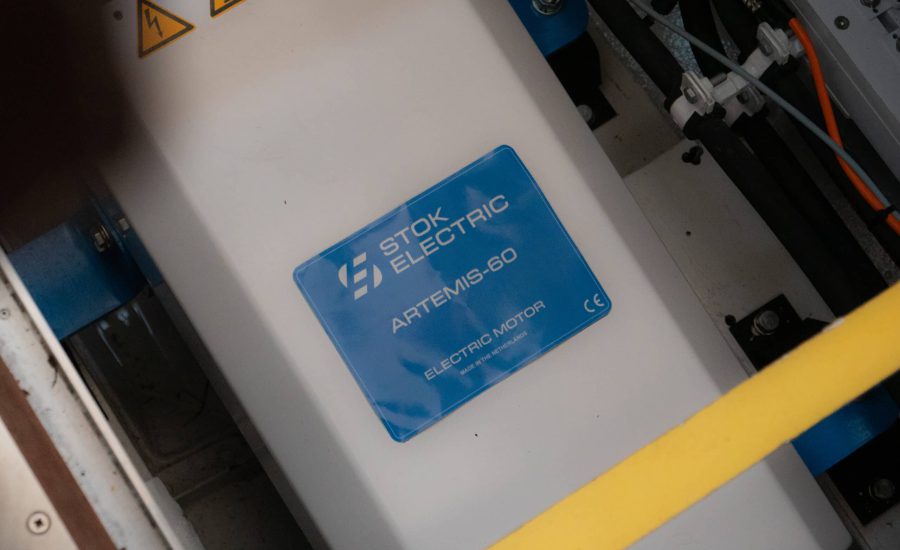 STOK
ELECTRIC
ARTEMIS-60
ELECTRIC MOTOR
MADE IN THE NETHERLANDS
CE